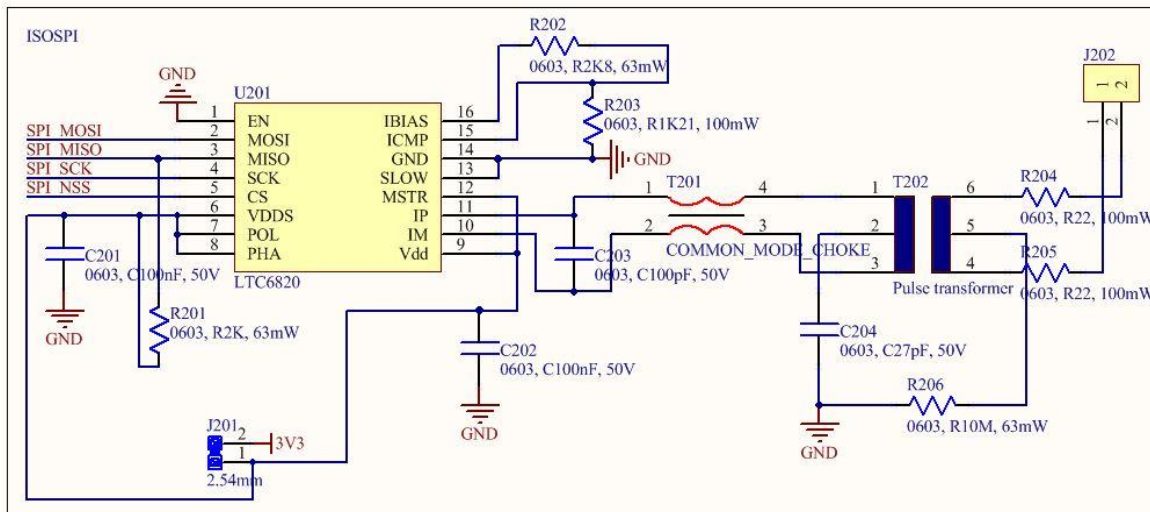 ISOSPI
R202
0603, R2K8, 63mW
J202
1 2
1
2
GND
U201
1 EN IBIAS 16
SPI_MOSI 2 MOSI ICMP 15
SPI_MISO 3 MISO GND 14
SPI_SCK 4 SCK SLOW 13
SPI_NSS 5 CS MSTR 12
6 VDDS IP 11
7 POL IM 10
8 PHA Vdd 9
LTC6820
R203
0603, R1K21, 100mW
GND
1 T201 4
2 3
COMMON_MODE_CHOKE
C203
0603, C100pF, 50V
1 T202 6
2 5
3 4
Pulse transformer
R204
0603, R22, 100mW
R205
0603, R22, 100mW
C201
0603, C100nF, 50V
GND
R201
0603, R2K, 63mW
C202
0603, C100nF, 50V
GND
C204
0603, C27pF, 50V
GND
R206
0603, R10M, 63mW
J201
2 3V3
1
2.54mm